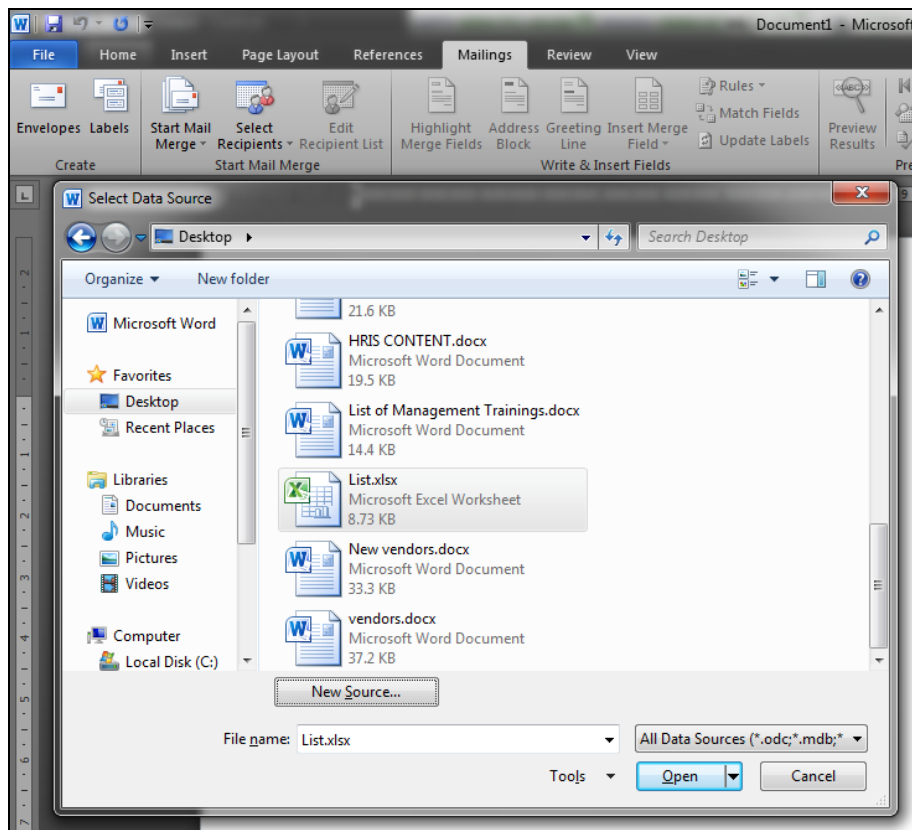 Document1 - Microsoft
File Home Insert Page Layout References Mailings Review View
Envelopes Labels Start Mail Merge Select Recipients Edit Recipient List Highlight Merge Fields Address Block Greeting Line Insert Merge Field Rules Match Fields Update Labels ABC Preview Results
Create Start Mail Merge Write & Insert Fields Pre
Select Data Source
Desktop
Search Desktop
Organize New folder
Microsoft Word
Favorites
Desktop
Recent Places
Libraries
Documents
Music
Pictures
Videos
Computer
Local Disk (C:)
21.6 KB
HRIS CONTENT.docx
Microsoft Word Document
19.5 KB
List of Management Trainings.docx
Microsoft Word Document
14.4 KB
List.xlsx
Microsoft Excel Worksheet
8.73 KB
New vendors.docx
Microsoft Word Document
33.3 KB
vendors.docx
Microsoft Word Document
37.2 KB
New Source...
File name: List.xlsx All Data Sources (*.odc;*.mdb;*
Tools Open Cancel